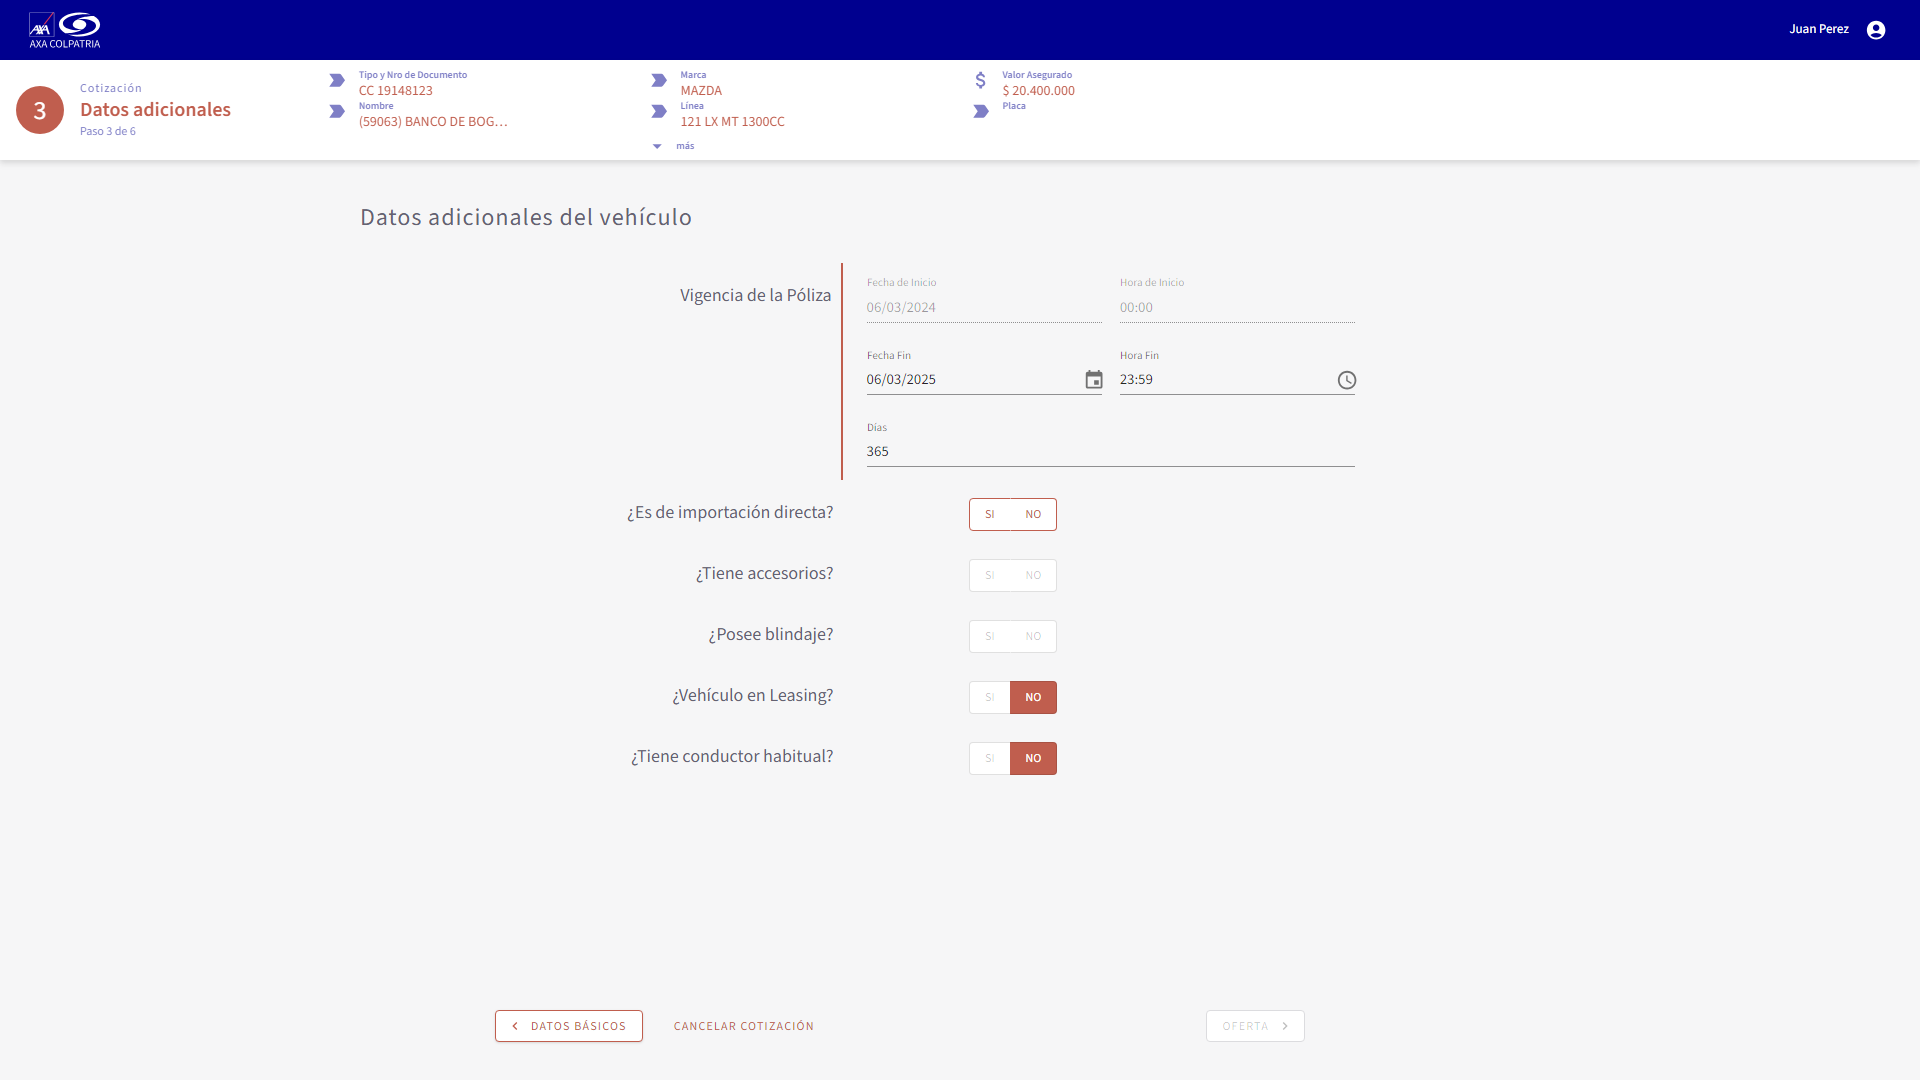 AXA
AXA COLPATRIA
Juan Perez
3
Cotización
Datos adicionales
Paso 3 de 6
Tipo y Nro de Documento
CC 19148123
Nombre
(59063) BANCO DE BOG...
Marca
MAZDA
Línea
121 LX MT 1300CC
más
Valor Asegurado
$ 20.400.000
Placa
Datos adicionales del vehículo
Vigencia de la Póliza
Fecha de Inicio
06/03/2024
Hora de Inicio
00:00
Fecha Fin
06/03/2025
Hora Fin
23:59
Días
365
¿Es de importación directa?
SI NO
¿Tiene accesorios?
SI NO
¿Posee blindaje?
SI NO
¿Vehículo en Leasing?
SI NO
¿Tiene conductor habitual?
SI NO
DATOS BÁSICOS
CANCELAR COTIZACIÓN
OFERTA